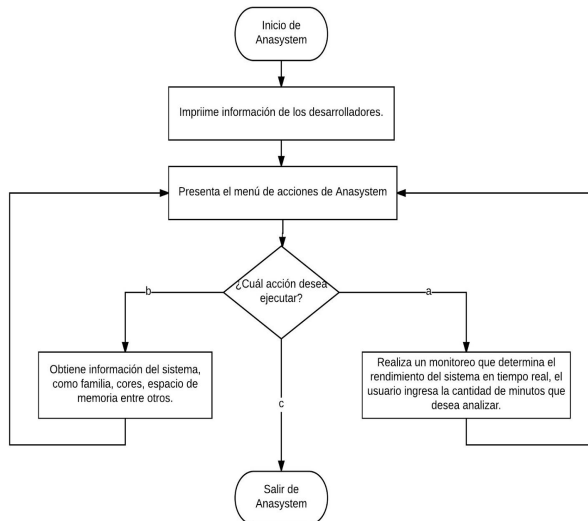 Inicio de
Anasystem
Impriime información de los desarrolladores.
Presenta el menú de acciones de Anasystem
¿Cuál acción desea
ejecutar?
b
a
Obtiene información del sistema,
como familia, cores, espacio de
memoria entre otros.
Realiza un monitoreo que determina el
rendimiento del sistema en tiempo real, el
usuario ingresa la cantidad de minutos que
desea analizar.
c
Salir de
Anasystem